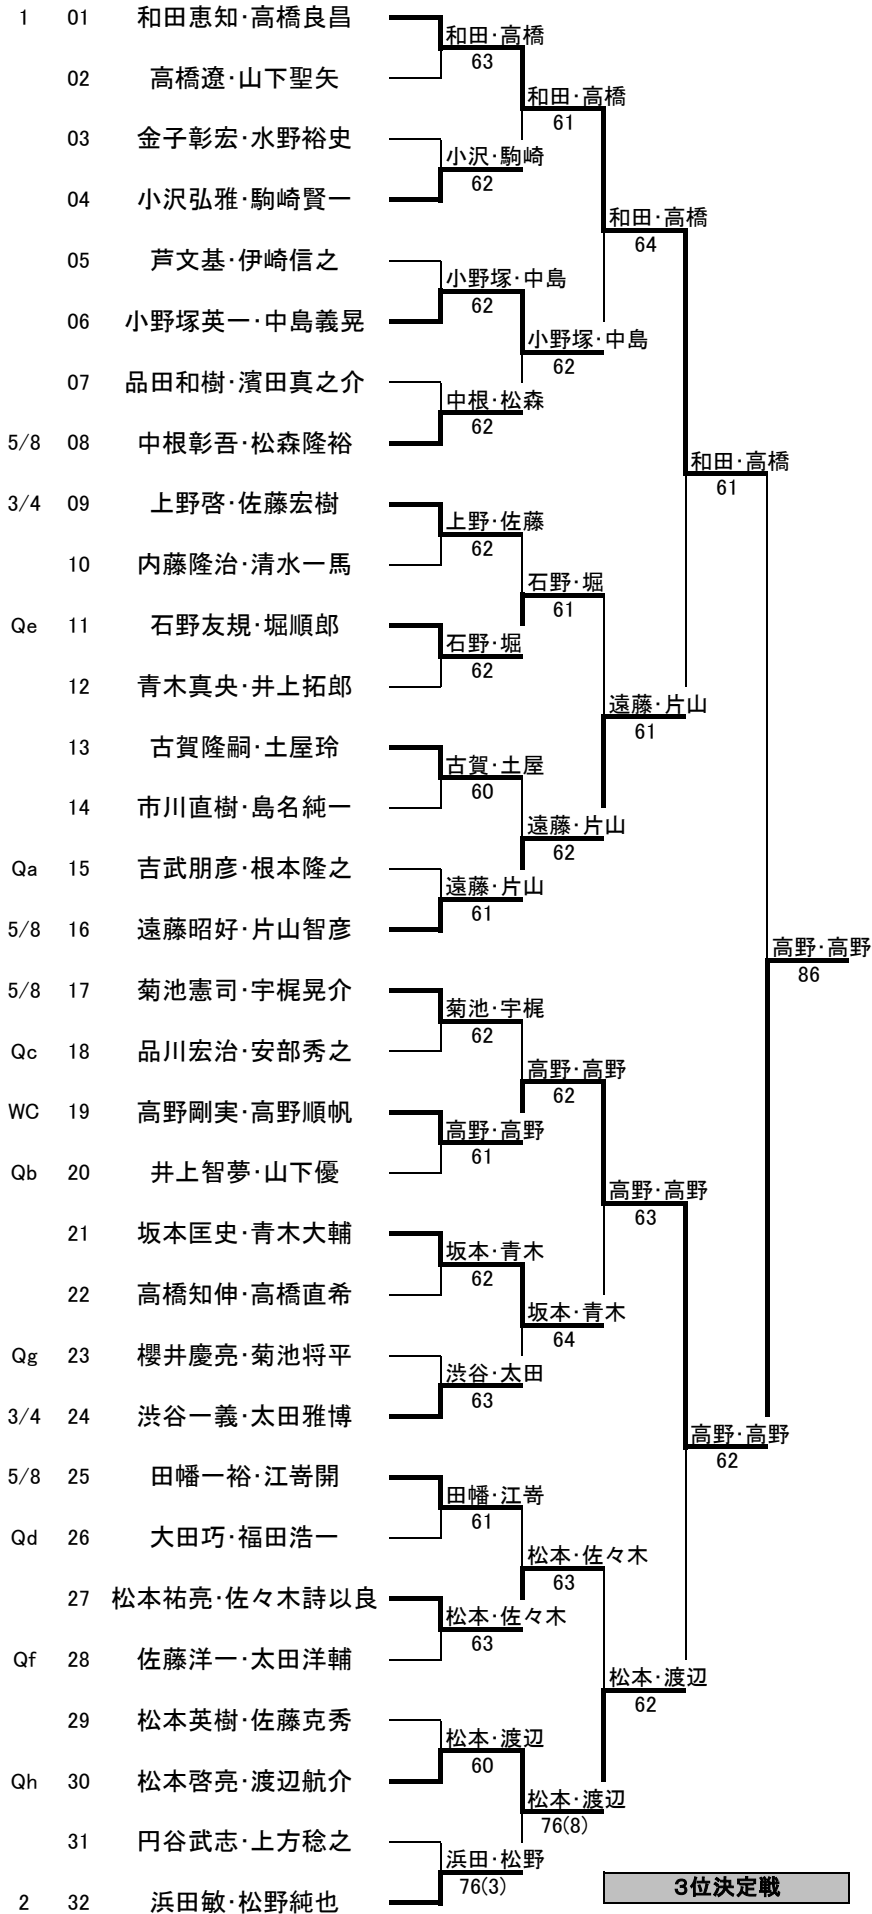 1 01 和田恵知・高橋良昌
和田・高橋
63
02 高橋遼・山下聖矢
和田・高橋
61
03 金子彰宏・水野裕史
小沢・駒崎
62
04 小沢弘雅・駒崎賢一
和田・高橋
64
05 芦文基・伊崎信之
小野塚・中島
62
06 小野塚英一・中島義晃
小野塚・中島
62
07 品田和樹・濱田真之介
中根・松森
62
5/8 08 中根彰吾・松森隆裕
和田・高橋
61
3/4 09 上野啓・佐藤宏樹
上野・佐藤
62
10 内藤隆治・清水一馬
石野・堀
61
Qe 11 石野友規・堀順郎
石野・堀
62
12 青木真央・井上拓郎
遠藤・片山
61
13 古賀隆嗣・土屋玲
古賀・土屋
60
14 市川直樹・島名純一
遠藤・片山
62
Qa 15 吉武朋彦・根本隆之
遠藤・片山
61
5/8 16 遠藤昭好・片山智彦
高野・高野
86
5/8 17 菊池憲司・宇梶晃介
菊池・宇梶
62
Qc 18 品川宏治・安部秀之
高野・高野
62
WC 19 高野剛実・高野順帆
高野・高野
61
Qb 20 井上智夢・山下優
高野・高野
63
21 坂本匡史・青木大輔
坂本・青木
62
22 高橋知伸・高橋直希
坂本・青木
64
Qg 23 櫻井慶亮・菊池将平
渋谷・太田
63
3/4 24 渋谷一義・太田雅博
高野・高野
62
5/8 25 田幡一裕・江嵜開
田幡・江嵜
61
Qd 26 大田巧・福田浩一
松本・佐々木
63
27 松本祐亮・佐々木詩以良
松本・佐々木
63
Qf 28 佐藤洋一・太田洋輔
松本・渡辺
62
29 松本英樹・佐藤克秀
松本・渡辺
60
Qh 30 松本啓亮・渡辺航介
松本・渡辺
76(8)
31 円谷武志・上方稔之
浜田・松野
76(3)
2 32 浜田敏・松野純也
3位決定戦